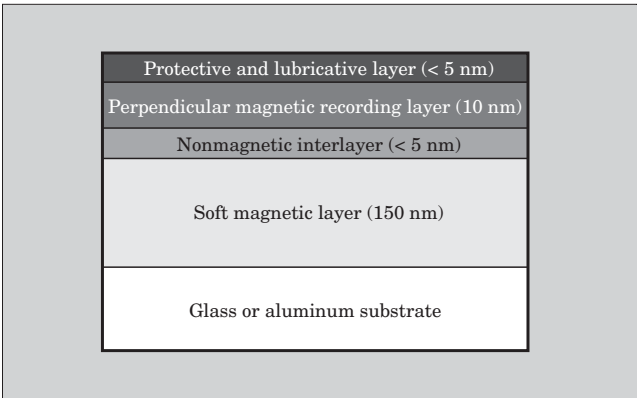 Protective and lubricative layer (< 5 nm)
Perpendicular magnetic recording layer (10 nm)
Nonmagnetic interlayer (< 5 nm)
Soft magnetic layer (150 nm)
Glass or aluminum substrate